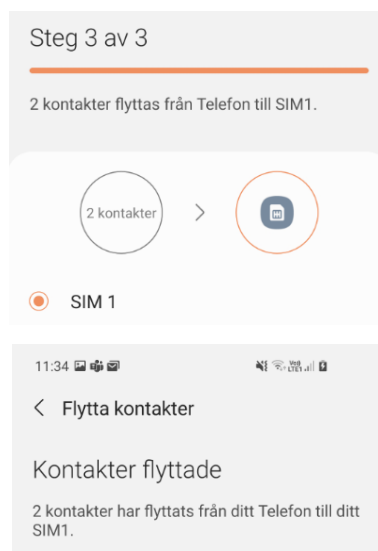 Steg 3 av 3
2 kontakter flyttas från Telefon till SIM1.
2 kontakter
SIM 1
11:34
Flytta kontakter
Kontakter flyttade
2 kontakter har flyttats från ditt Telefon till ditt
SIM1.